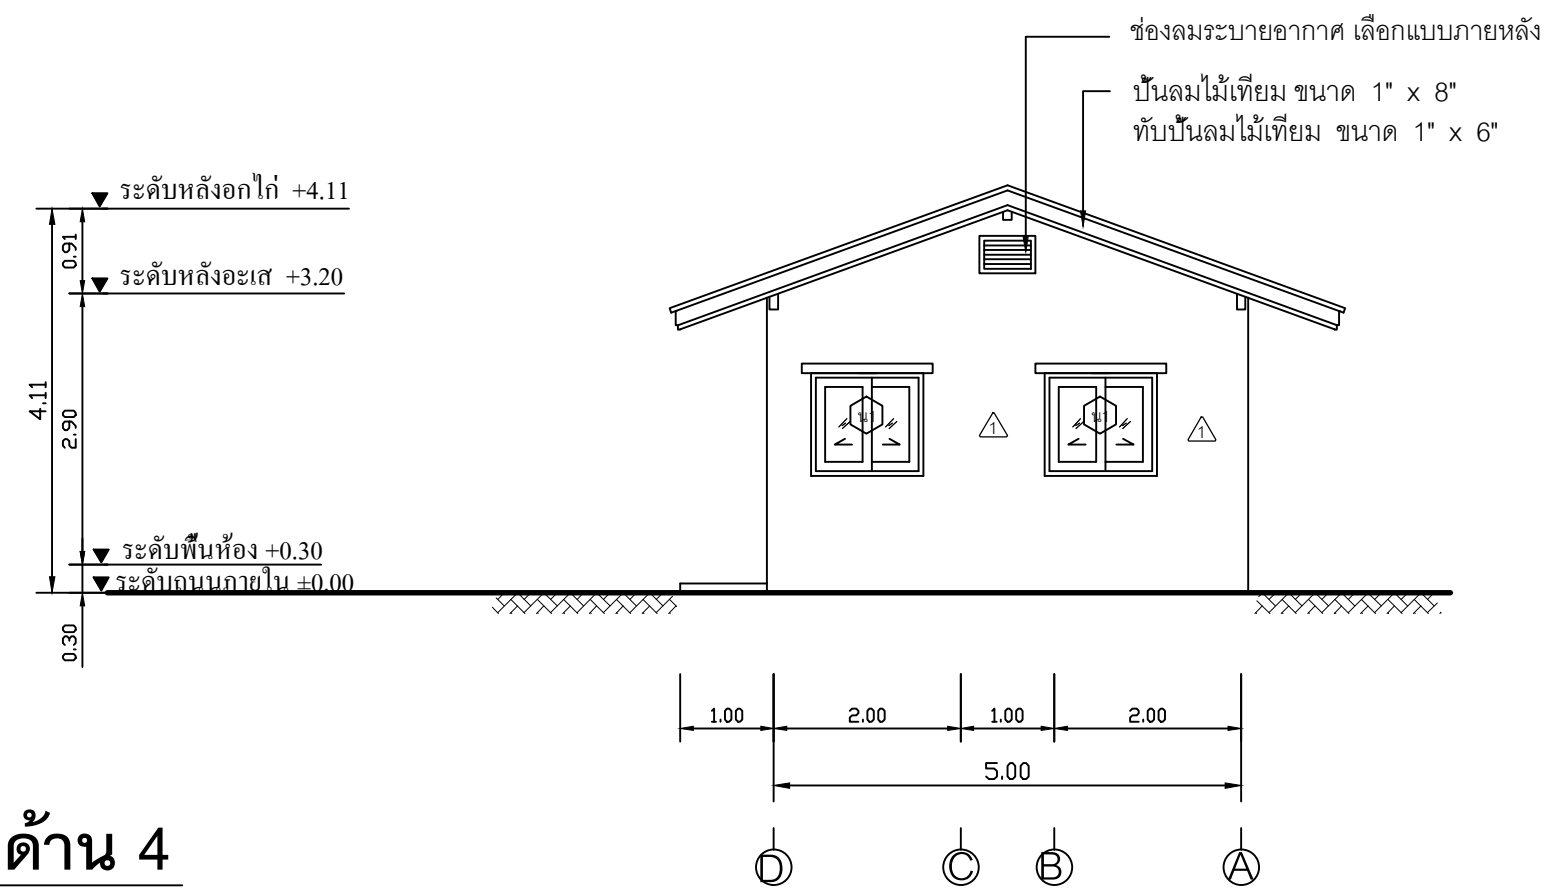 ช่องลมระบายอากาศ เลือกแบบภายหลัง
ปั้นลมไม้เทียม ขนาด 1" x 8"
ทับปั้นลมไม้เทียม ขนาด 1" x 6"
ระดับหลังอกไก่ +4.11
0.91
ระดับหลังอะเส +3.20
4.11
2.90
น1
น1
1
1
ระดับพื้นห้อง +0.30
ระดับถนนภายใน ±0.00
0.30
1.00
2.00
1.00
2.00
5.00
ด้าน 4
D
C
B
A